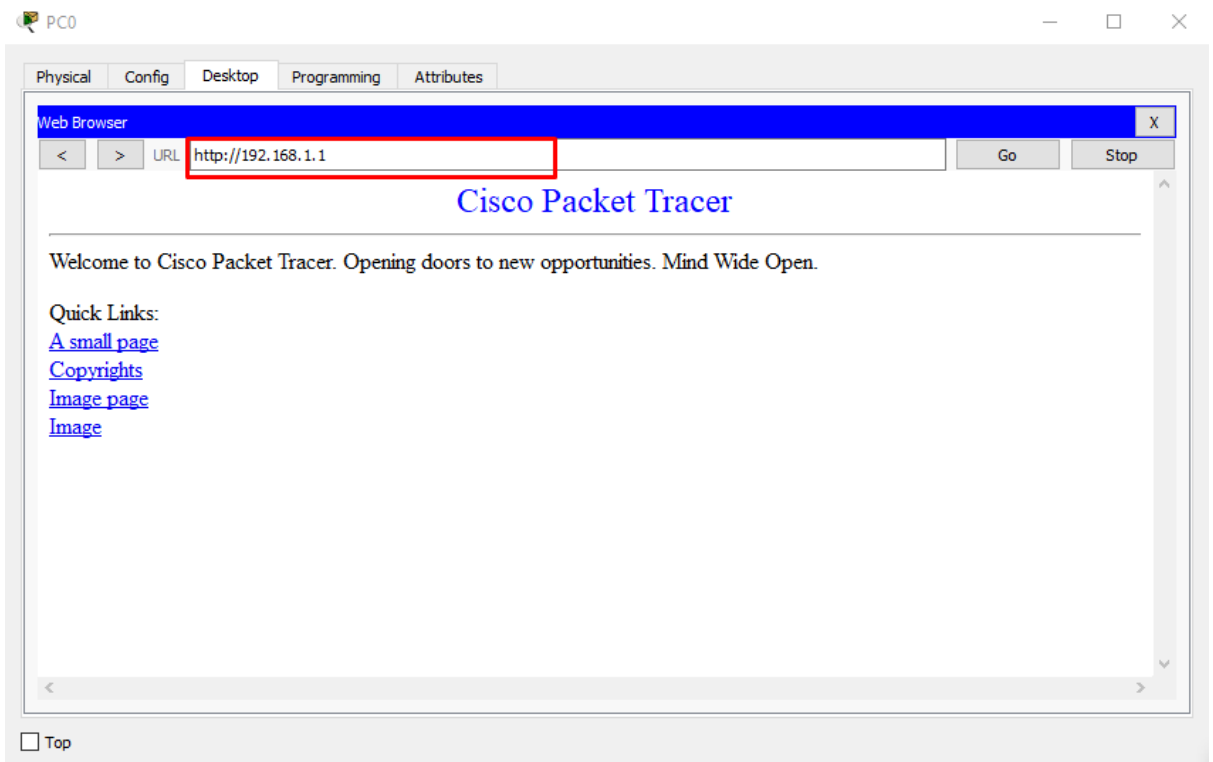 PC0
Physical Config Desktop Programming Attributes
Web Browser X
< > URL http://192.168.1.1 Go Stop
Cisco Packet Tracer
Welcome to Cisco Packet Tracer. Opening doors to new opportunities. Mind Wide Open.
Quick Links:
A small page
Copyrights
Image page
Image
Top